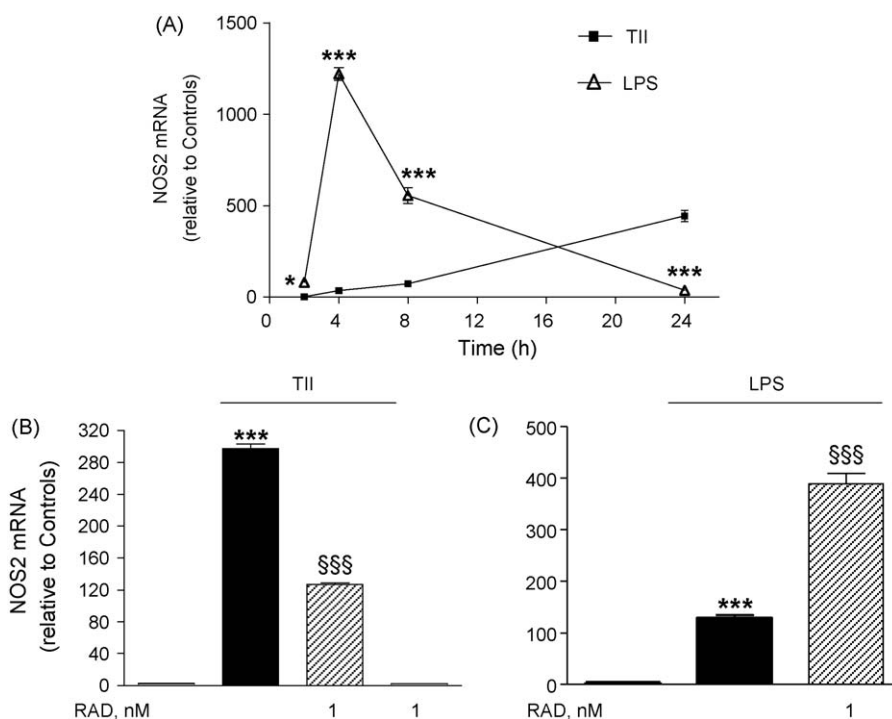 (A)
NOS2 mRNA
(relative to Controls)
1500
1000
500
0
***
*
***
***
TII
LPS
0 4 8 12 16 20 24
Time (h)
TII
LPS
(B)
NOS2 mRNA
(relative to Controls)
320
280
240
200
160
120
80
40
0
***
§§§
RAD, nM 1 1
(C)
500
400
300
200
100
0
***
§§§
RAD, nM 1